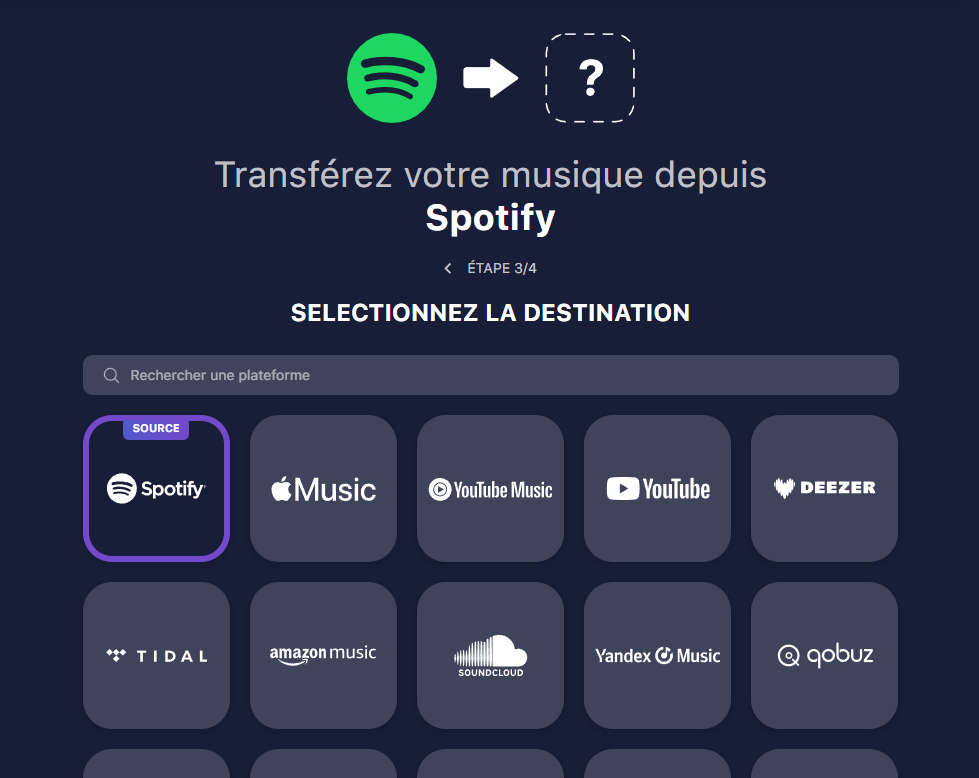 ?
Transférez votre musique depuis
Spotify
ÉTAPE 3/4
SELECTIONNEZ LA DESTINATION
Rechercher une plateforme
SOURCE
Spotify
Music
YouTube Music
YouTube
DEEZER
TIDAL
amazon music
SOUNDCLOUD
Yandex Music
qobuz